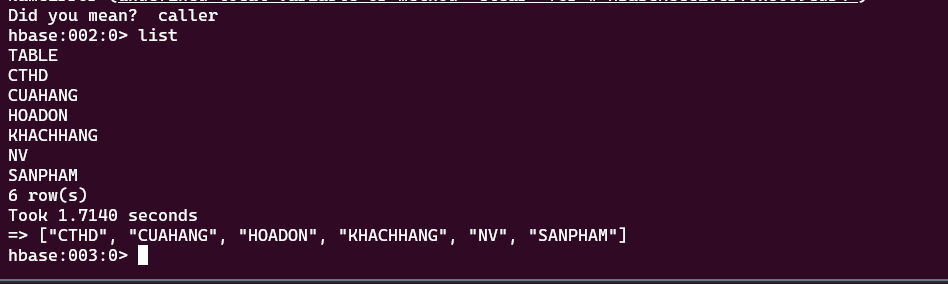 Did you mean?  caller
hbase:002:0> list
TABLE
CTHD
CUAHANG
HOADON
KHACHHANG
NV
SANPHAM
6 row(s)
Took 1.7140 seconds
=> ["CTHD", "CUAHANG", "HOADON", "KHACHHANG", "NV", "SANPHAM"]
hbase:003:0>